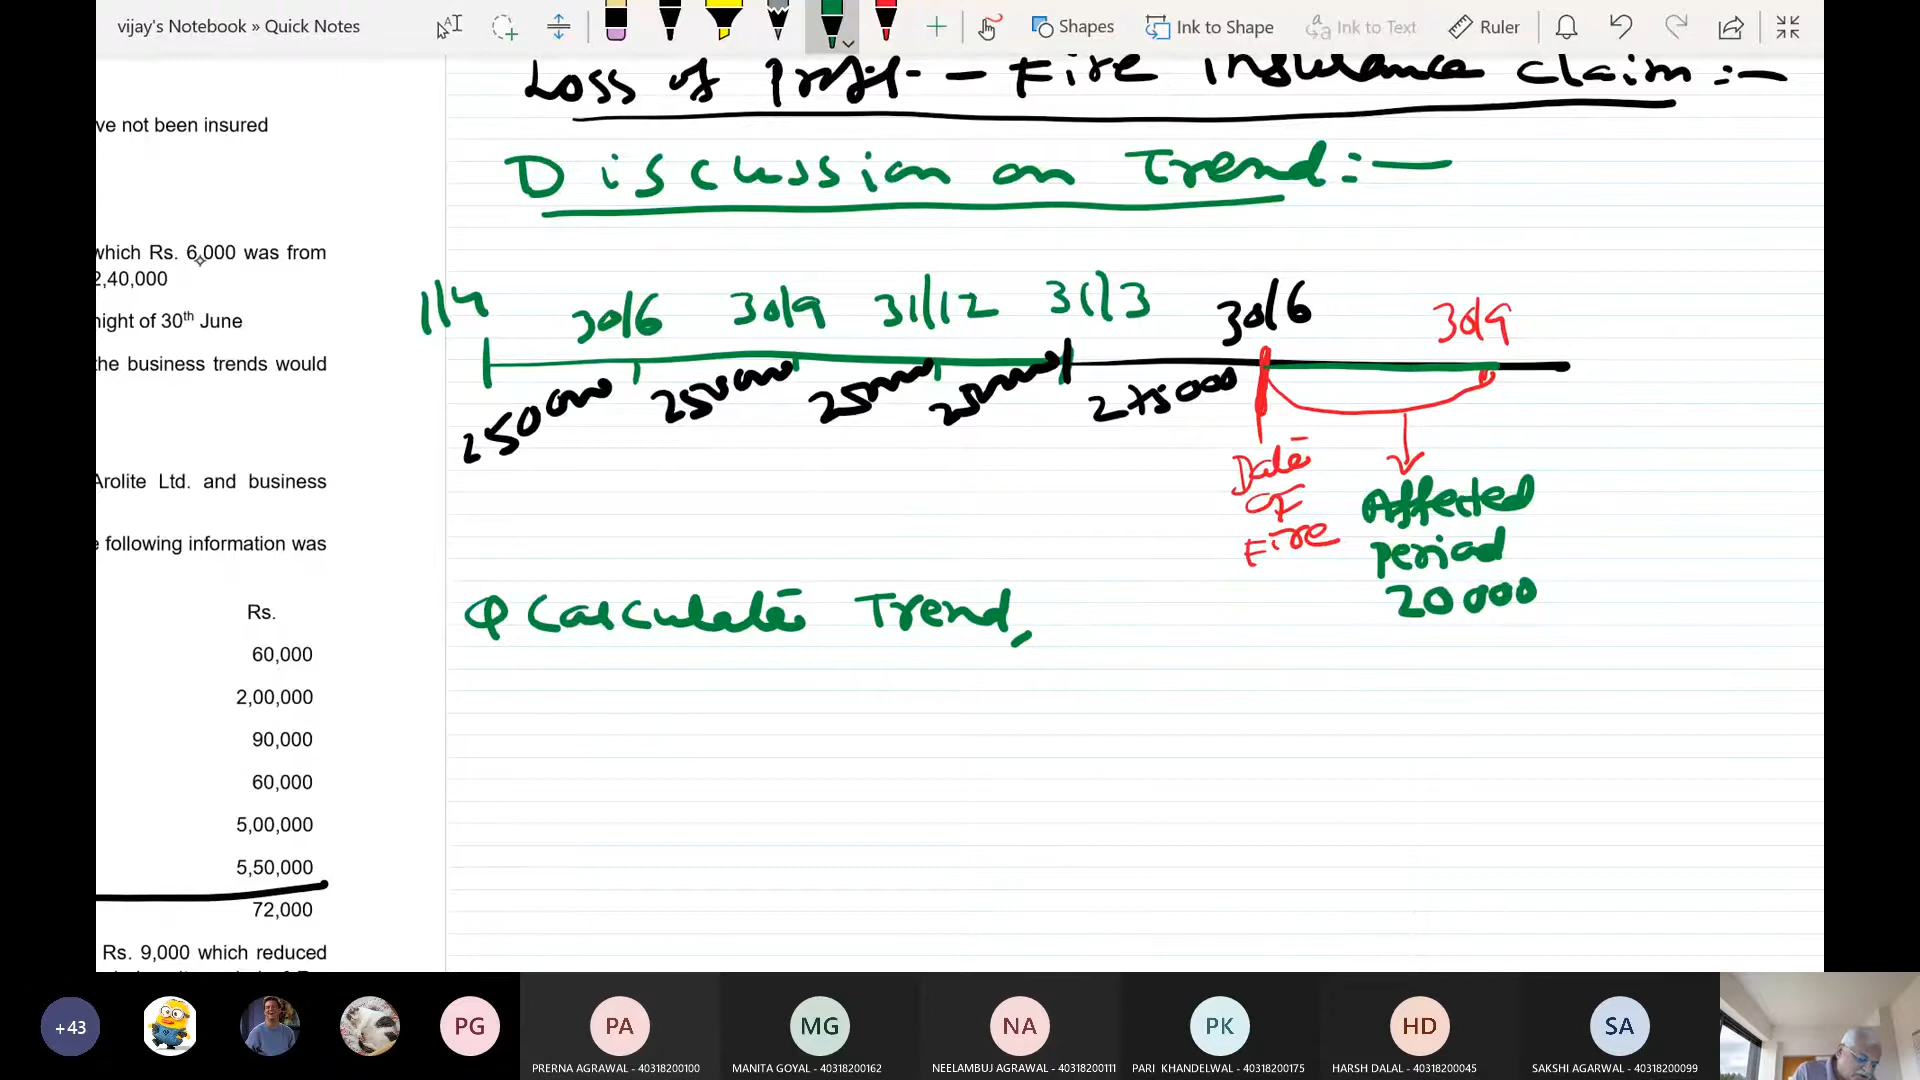 vijay's Notebook » Quick Notes
Ink to Shape
Shapes
Ink to Text
Ruler
Loss of Profit - Fire Insurance Claim :-
ve not been insured
Discussion on Trend :-
which Rs. 6,000 was from
2,40,000
night of 30th June
the business trends would
1/4 30/6 30/9 31/12 31/3 30/6 30/9
250000 250000 25000 25000 275000
Date
OF
Fire
Affected
period
20000
Arolite Ltd. and business
following information was
Q Calculate Trend,
Rs.
60,000
2,00,000
90,000
60,000
5,00,000
5,50,000
72,000
Rs. 9,000 which reduced
+43
PG
PA
MG
NA
PK
HD
SA
PRERNA AGRAWAL - 40318200100
MANITA GOYAL - 40318200162
NEELAMBUJ AGRAWAL - 40318200111
PARI KHANDELWAL - 40318200175
HARSH DALAL - 40318200045
SAKSHI AGARWAL - 40318200099